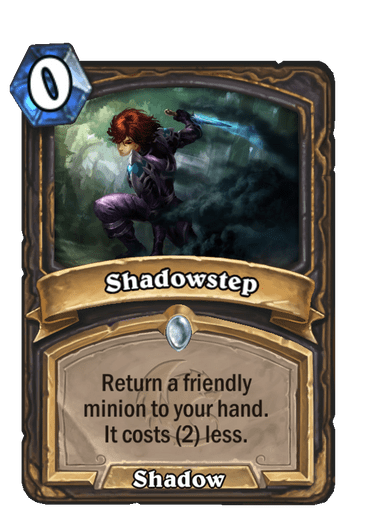 0
Shadowstep
Return a friendly
minion to your hand.
It costs (2) less.
Shadow